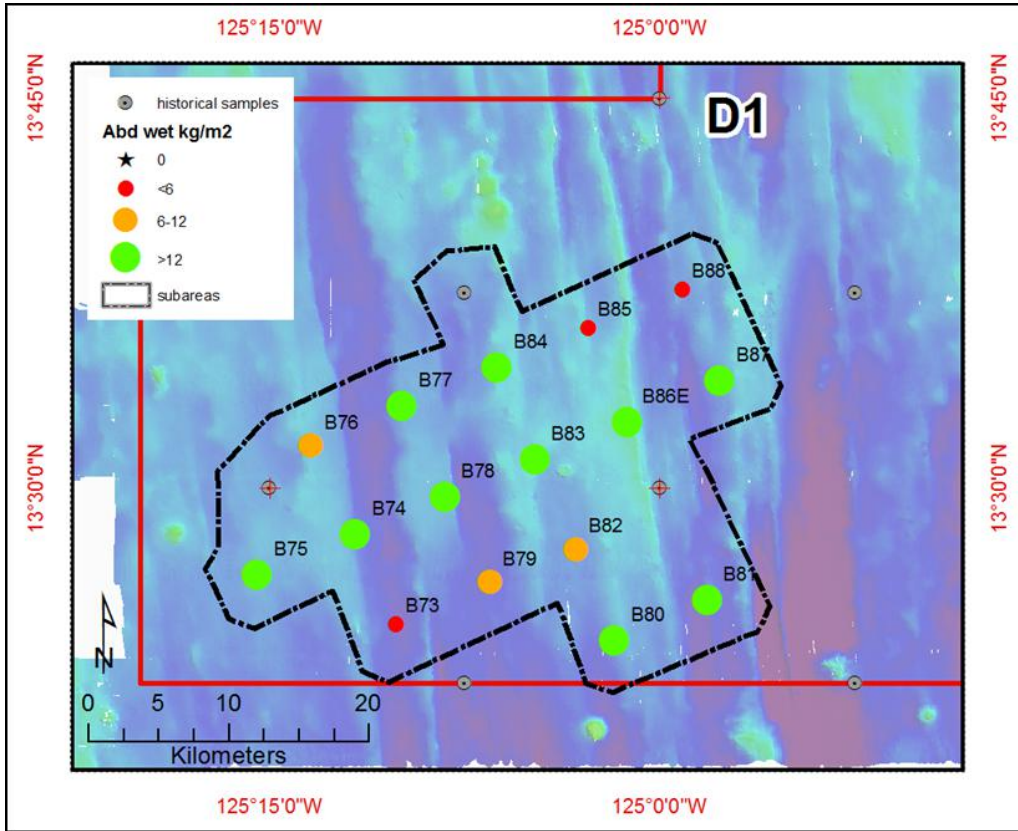 125°15'0"W 125°0'0"W
13°45'0"N 13°45'0"N
D1
historical samples
Abd wet kg/m2
0
<6
6-12
>12
subareas
B88
B85
B84
B87
B77
B86E
B76
B83
B78
B74
B82
B75
B79
B81
B73
B80
13°30'0"N 13°30'0"N
N
0 5 10 20
Kilometers
125°15'0"W 125°0'0"W